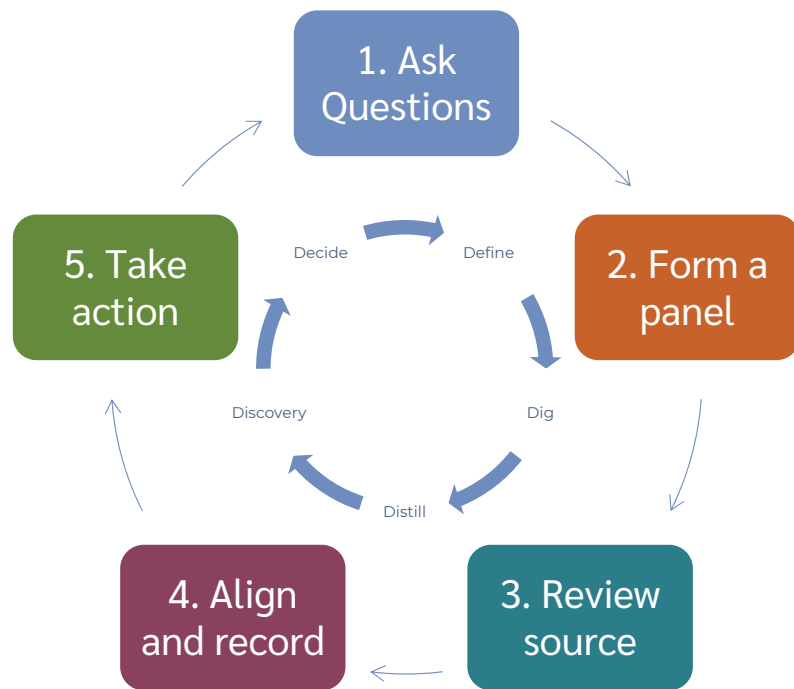 1. Ask
Questions
2. Form a
panel
3. Review
source
4. Align
and record
5. Take
action
Define
Dig
Distill
Discovery
Decide